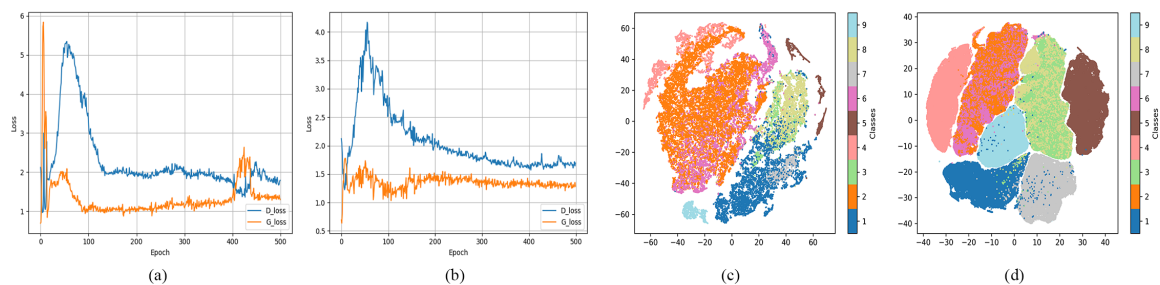 6
5
4
3
2
1
Loss
0 100 200 300 400 500
Epoch
D_loss
G_loss
(a)
4.0
3.5
3.0
2.5
2.0
1.5
1.0
0.5
Loss
0 100 200 300 400 500
Epoch
D_loss
G_loss
(b)
60
40
20
0
−20
−40
−60
−60 −40 −20 0 20 40 60
9
8
7
6
5
4
3
2
1
Classes
(c)
40
30
20
10
0
−10
−20
−30
−40
−40 −30 −20 −10 0 10 20 30 40
9
8
7
6
5
4
3
2
1
Classes
(d)